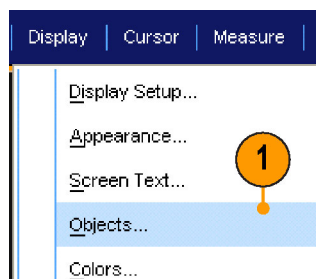 Display Cursor Measure
Display Setup...
Appearance...
1
Screen Text...
Objects...
Colors...